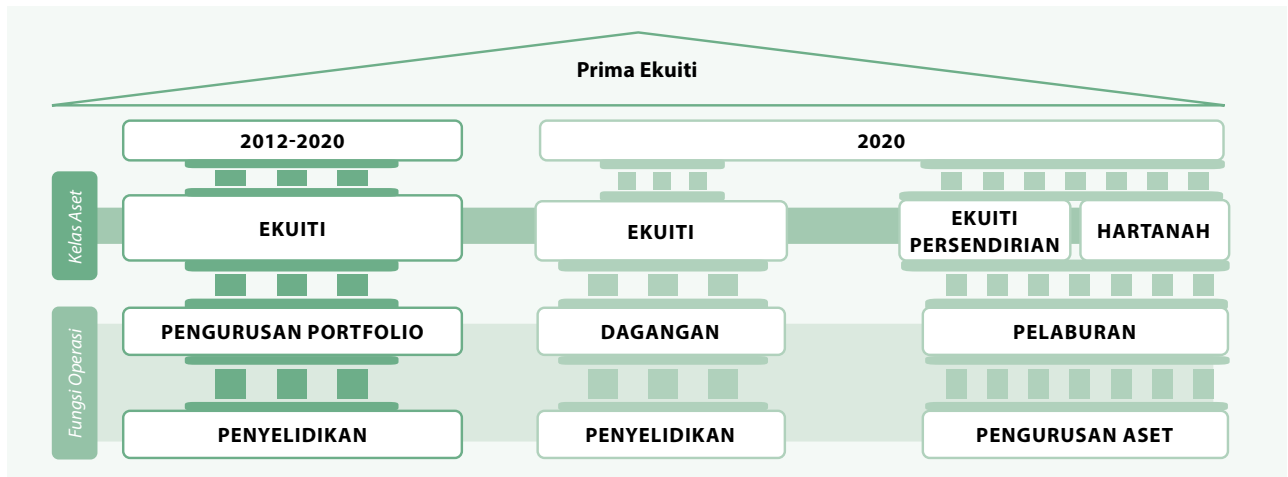 Prima Ekuiti
2012-2020
2020
Kelas Aset
EKUITI
EKUITI
EKUITI
PERSENDIRIAN
HARTANAH
Fungsi Operasi
PENGURUSAN PORTFOLIO
DAGANGAN
PELABURAN
PENYELIDIKAN
PENYELIDIKAN
PENGURUSAN ASET